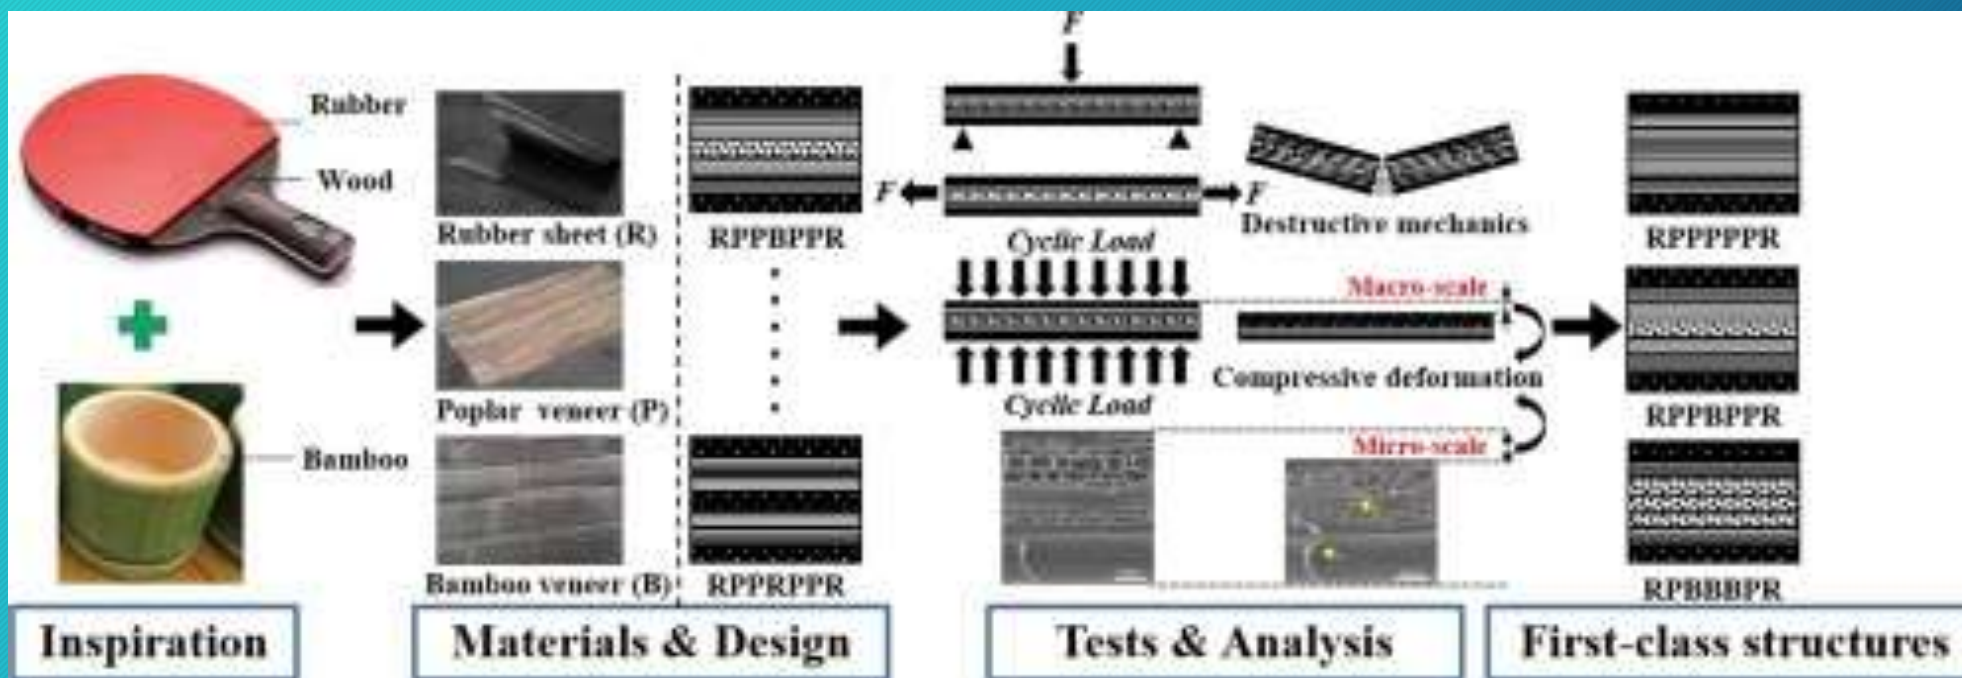 Rubber
Wood
Bamboo
Rubber sheet (R)
Poplar veneer (P)
Bamboo veneer (B)
RPPBPPR
RPPRPPR
F
F
F
Cyclic Load
Cyclic Load
Destructive mechanics
Macro-scale
Compressive deformation
Micro-scale
RPPPPPR
RPPBPPR
RPBBBPR
Inspiration
Materials & Design
Tests & Analysis
First-class structures